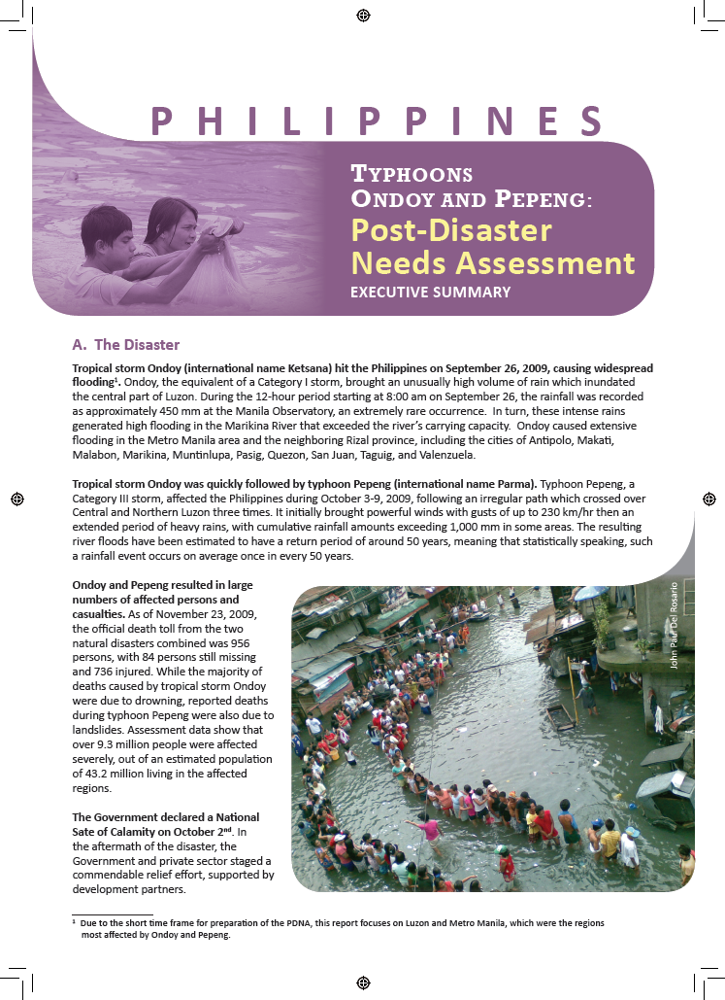 PHILIPPINES
TYPHOONS
ONDOY AND PEPENG:
Post-Disaster
Needs Assessment
EXECUTIVE SUMMARY
A. The Disaster
Tropical storm Ondoy (international name Ketsana) hit the Philippines on September 26, 2009, causing widespread
flooding¹. Ondoy, the equivalent of a Category I storm, brought an unusually high volume of rain which inundated
the central part of Luzon. During the 12-hour period starting at 8:00 am on September 26, the rainfall was recorded
as approximately 450 mm at the Manila Observatory, an extremely rare occurrence. In turn, these intense rains
generated high flooding in the Marikina River that exceeded the river's carrying capacity. Ondoy caused extensive
flooding in the Metro Manila area and the neighboring Rizal province, including the cities of Antipolo, Makati,
Malabon, Marikina, Muntinlupa, Pasig, Quezon, San Juan, Taguig, and Valenzuela.
Tropical storm Ondoy was quickly followed by typhoon Pepeng (international name Parma). Typhoon Pepeng, a
Category III storm, affected the Philippines during October 3-9, 2009, following an irregular path which crossed over
Central and Northern Luzon three times. It initially brought powerful winds with gusts of up to 230 km/hr then an
extended period of heavy rains, with cumulative rainfall amounts exceeding 1,000 mm in some areas. The resulting
river floods have been estimated to have a return period of around 50 years, meaning that statistically speaking, such
a rainfall event occurs on average once in every 50 years.
Ondoy and Pepeng resulted in large
numbers of affected persons and
casualties. As of November 23, 2009,
the official death toll from the two
natural disasters combined was 956
persons, with 84 persons still missing
and 736 injured. While the majority of
deaths caused by tropical storm Ondoy
were due to drowning, reported deaths
during typhoon Pepeng were also due to
landslides. Assessment data show that
over 9.3 million people were affected
severely, out of an estimated population
of 43.2 million living in the affected
regions.
The Government declared a National
Sate of Calamity on October 2ⁿᵈ. In
the aftermath of the disaster, the
Government and private sector staged a
commendable relief effort, supported by
development partners.
John Paul Del Rosario
¹ Due to the short time frame for preparation of the PDNA, this report focuses on Luzon and Metro Manila, which were the regions
most affected by Ondoy and Pepeng.